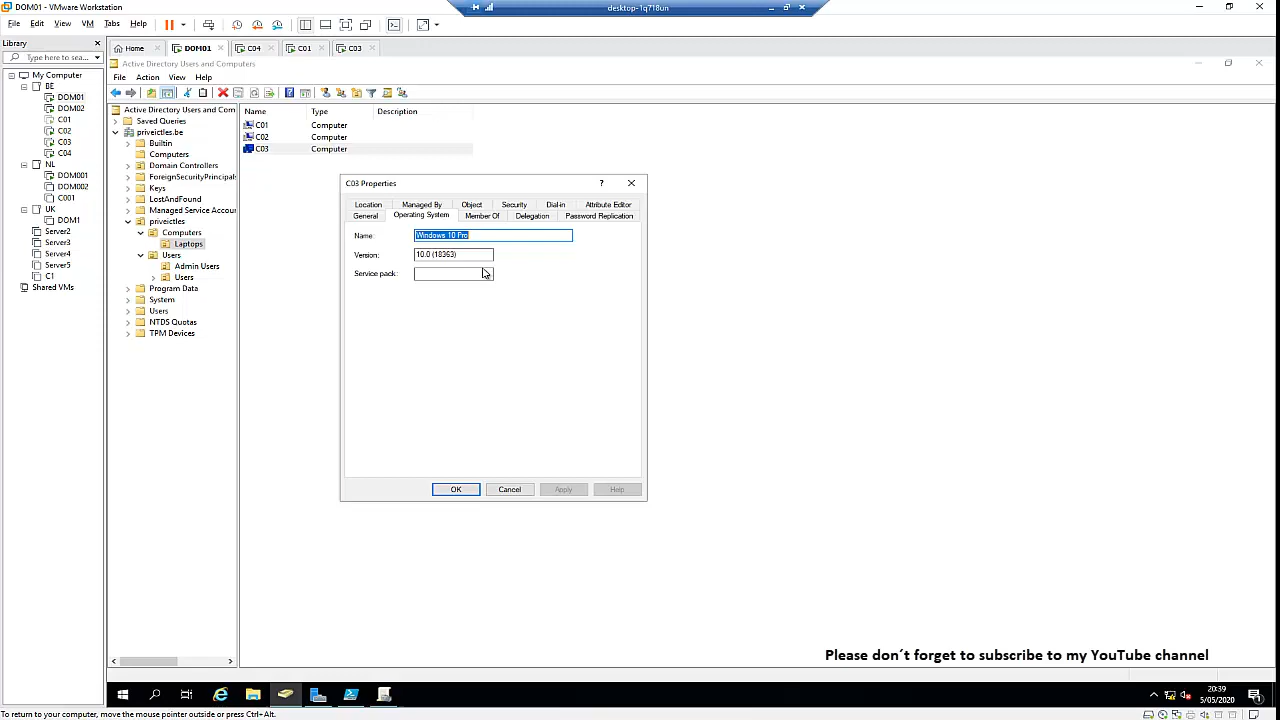 DOM01 - VMware Workstation
desktop-1q718un
File Edit View VM Tabs Help
Library
Type here to sea...
Home DOM01 C04 C01 C03
My Computer
BE
DOM01
DOM02
C01
C02
C03
C04
NL
DOM001
DOM002
C001
UK
DOM1
Server2
Server3
Server4
Server5
C1
Shared VMs
Active Directory Users and Computers
File Action View Help
Active Directory Users and Com
Saved Queries
priveictles.be
Builtin
Computers
Domain Controllers
ForeignSecurityPrincipals
Keys
LostAndFound
Managed Service Accou
priveictles
Computers
Laptops
Users
Admin Users
Users
Program Data
System
Users
NTDS Quotas
TPM Devices
Name Type Description
C01 Computer
C02 Computer
C03 Computer
C03 Properties
Location Managed By Object Security Dial-in Attribute Editor
General Operating System Member Of Delegation Password Replication
Name: Windows 10 Pro
Version: 10.0 (18363)
Service pack:
OK Cancel Apply Help
Please don´t forget to subscribe to my YouTube channel
20:39
5/05/2020
To return to your computer, move the mouse pointer outside or press Ctrl+Alt.